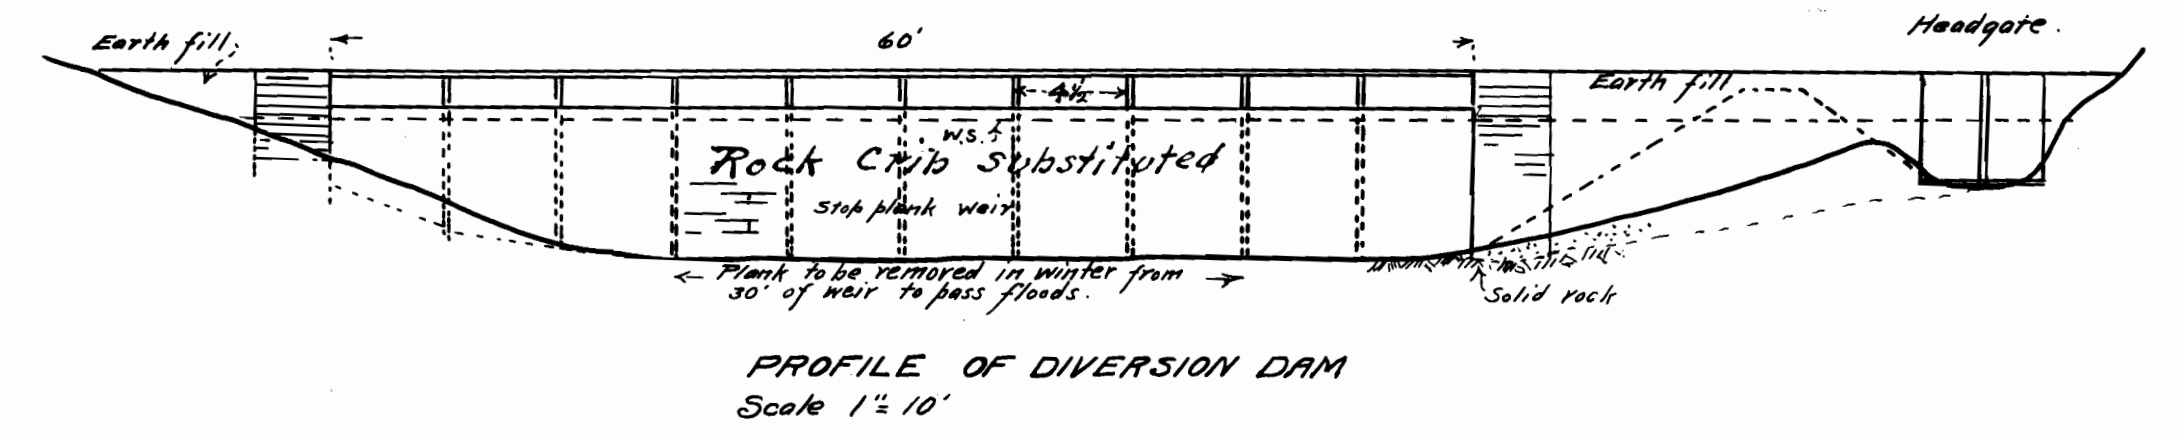 Earth fill
60'
Headgate.
Earth fill
4½'
W.S.
Rock Crib substituted
Stop plank weir
Plank to be removed in winter from
30' of weir to pass floods.
Solid rock
PROFILE OF DIVERSION DAM
Scale 1"= 10'